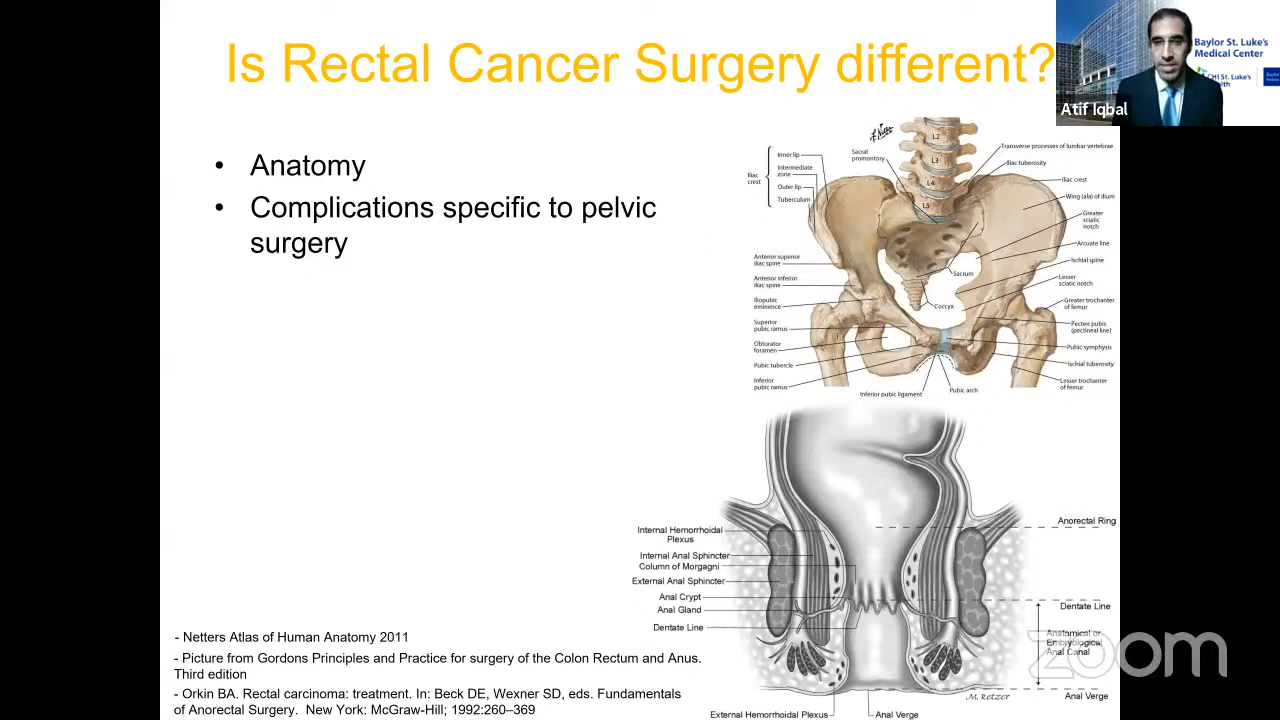 Is Rectal Cancer Surgery different?
Baylor St. Luke's
Medical Center
CHI St. Luke's
Atif Iqbal
• Anatomy
• Complications specific to pelvic
surgery
Iliac
crest
Inner lip
Intermediate
zone
Outer lip
Tuberculum
Sacral
promontory
L2
L3
L4
L5
Transverse processes of lumbar vertebrae
Iliac tuberosity
Iliac crest
Wing (ala) of ilium
Greater
sciatic
notch
Arcuate line
Ischial spine
Lesser
sciatic notch
Greater trochanter
of femur
Pecten pubis
(pectineal line)
Pubic symphysis
Ischial tuberosity
Lesser trochanter
of femur
Anterior superior
iliac spine
Anterior inferior
iliac spine
Iliopubic
eminence
Superior
pubic ramus
Obturator
foramen
Pubic tubercle
Inferior
pubic ramus
Sacrum
Coccyx
Inferior pubic ligament
Pubic arch
Internal Hemorrhoidal
Plexus
Internal Anal Sphincter
Column of Morgagni
External Anal Sphincter
Anal Crypt
Anal Gland
Dentate Line
External Hemorrhoidal Plexus
Anal Verge
Anorectal Ring
Dentate Line
Anatomical or
Embryological
Anal Canal
Anal Verge
M. Retzer
zoom
- Netters Atlas of Human Anatomy 2011
- Picture from Gordons Principles and Practice for surgery of the Colon Rectum and Anus.
Third edition
- Orkin BA. Rectal carcinoma: treatment. In: Beck DE, Wexner SD, eds. Fundamentals
of Anorectal Surgery. New York: McGraw-Hill; 1992:260–369